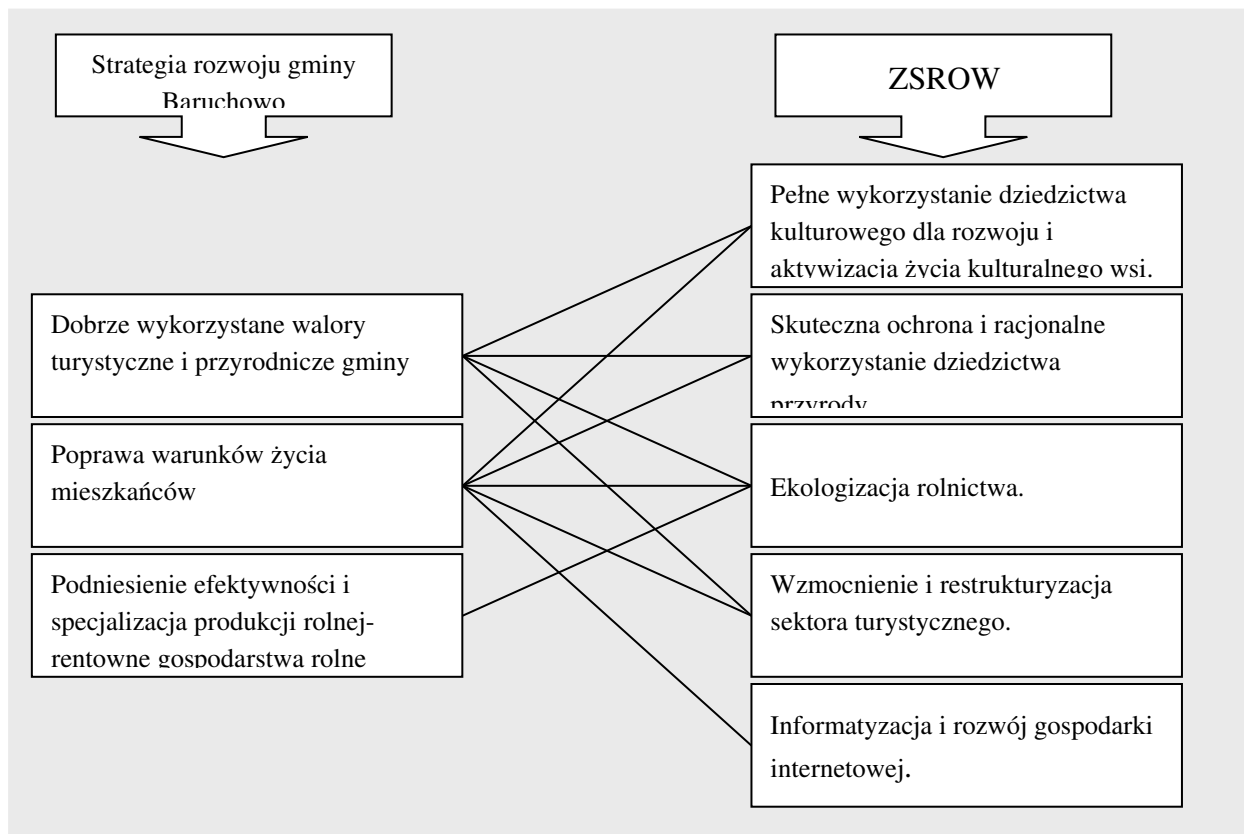 Strategia rozwoju gminy
Baruchowo
ZSROW
Pełne wykorzystanie dziedzictwa
kulturowego dla rozwoju i
aktywizacja życia kulturalnego wsi.
Dobrze wykorzystane walory
turystyczne i przyrodnicze gminy
Skuteczna ochrona i racjonalne
wykorzystanie dziedzictwa
przyrody
Poprawa warunków życia
mieszkańców
Ekologizacja rolnictwa.
Podniesienie efektywności i
specjalizacja produkcji rolnej-
rentowne gospodarstwa rolne
Wzmocnienie i restrukturyzacja
sektora turystycznego.
Informatyzacja i rozwój gospodarki
internetowej.